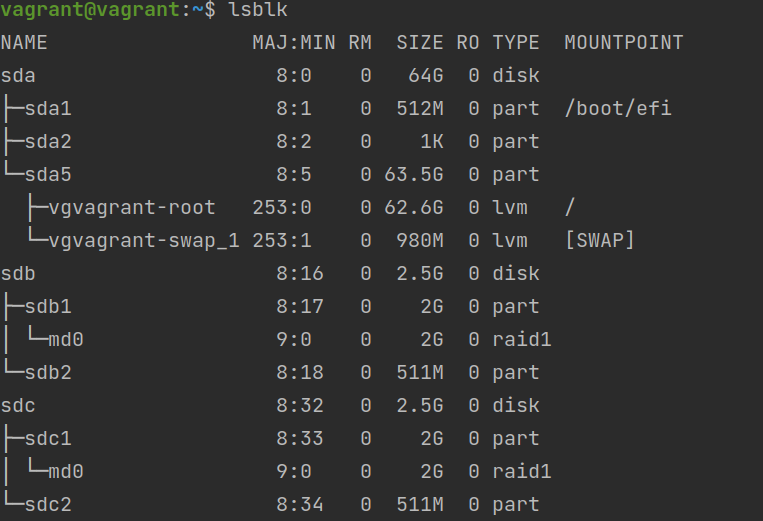 vagrant@vagrant:~$ lsblk
NAME                 MAJ:MIN RM  SIZE RO TYPE  MOUNTPOINT
sda                    8:0    0   64G  0 disk
├─sda1                 8:1    0  512M  0 part  /boot/efi
├─sda2                 8:2    0    1K  0 part
└─sda5                 8:5    0 63.5G  0 part
  ├─vgvagrant-root   253:0    0 62.6G  0 lvm   /
  └─vgvagrant-swap_1 253:1    0  980M  0 lvm   [SWAP]
sdb                    8:16   0  2.5G  0 disk
├─sdb1                 8:17   0    2G  0 part
│ └─md0                9:0    0    2G  0 raid1
└─sdb2                 8:18   0  511M  0 part
sdc                    8:32   0  2.5G  0 disk
├─sdc1                 8:33   0    2G  0 part
│ └─md0                9:0    0    2G  0 raid1
└─sdc2                 8:34   0  511M  0 part